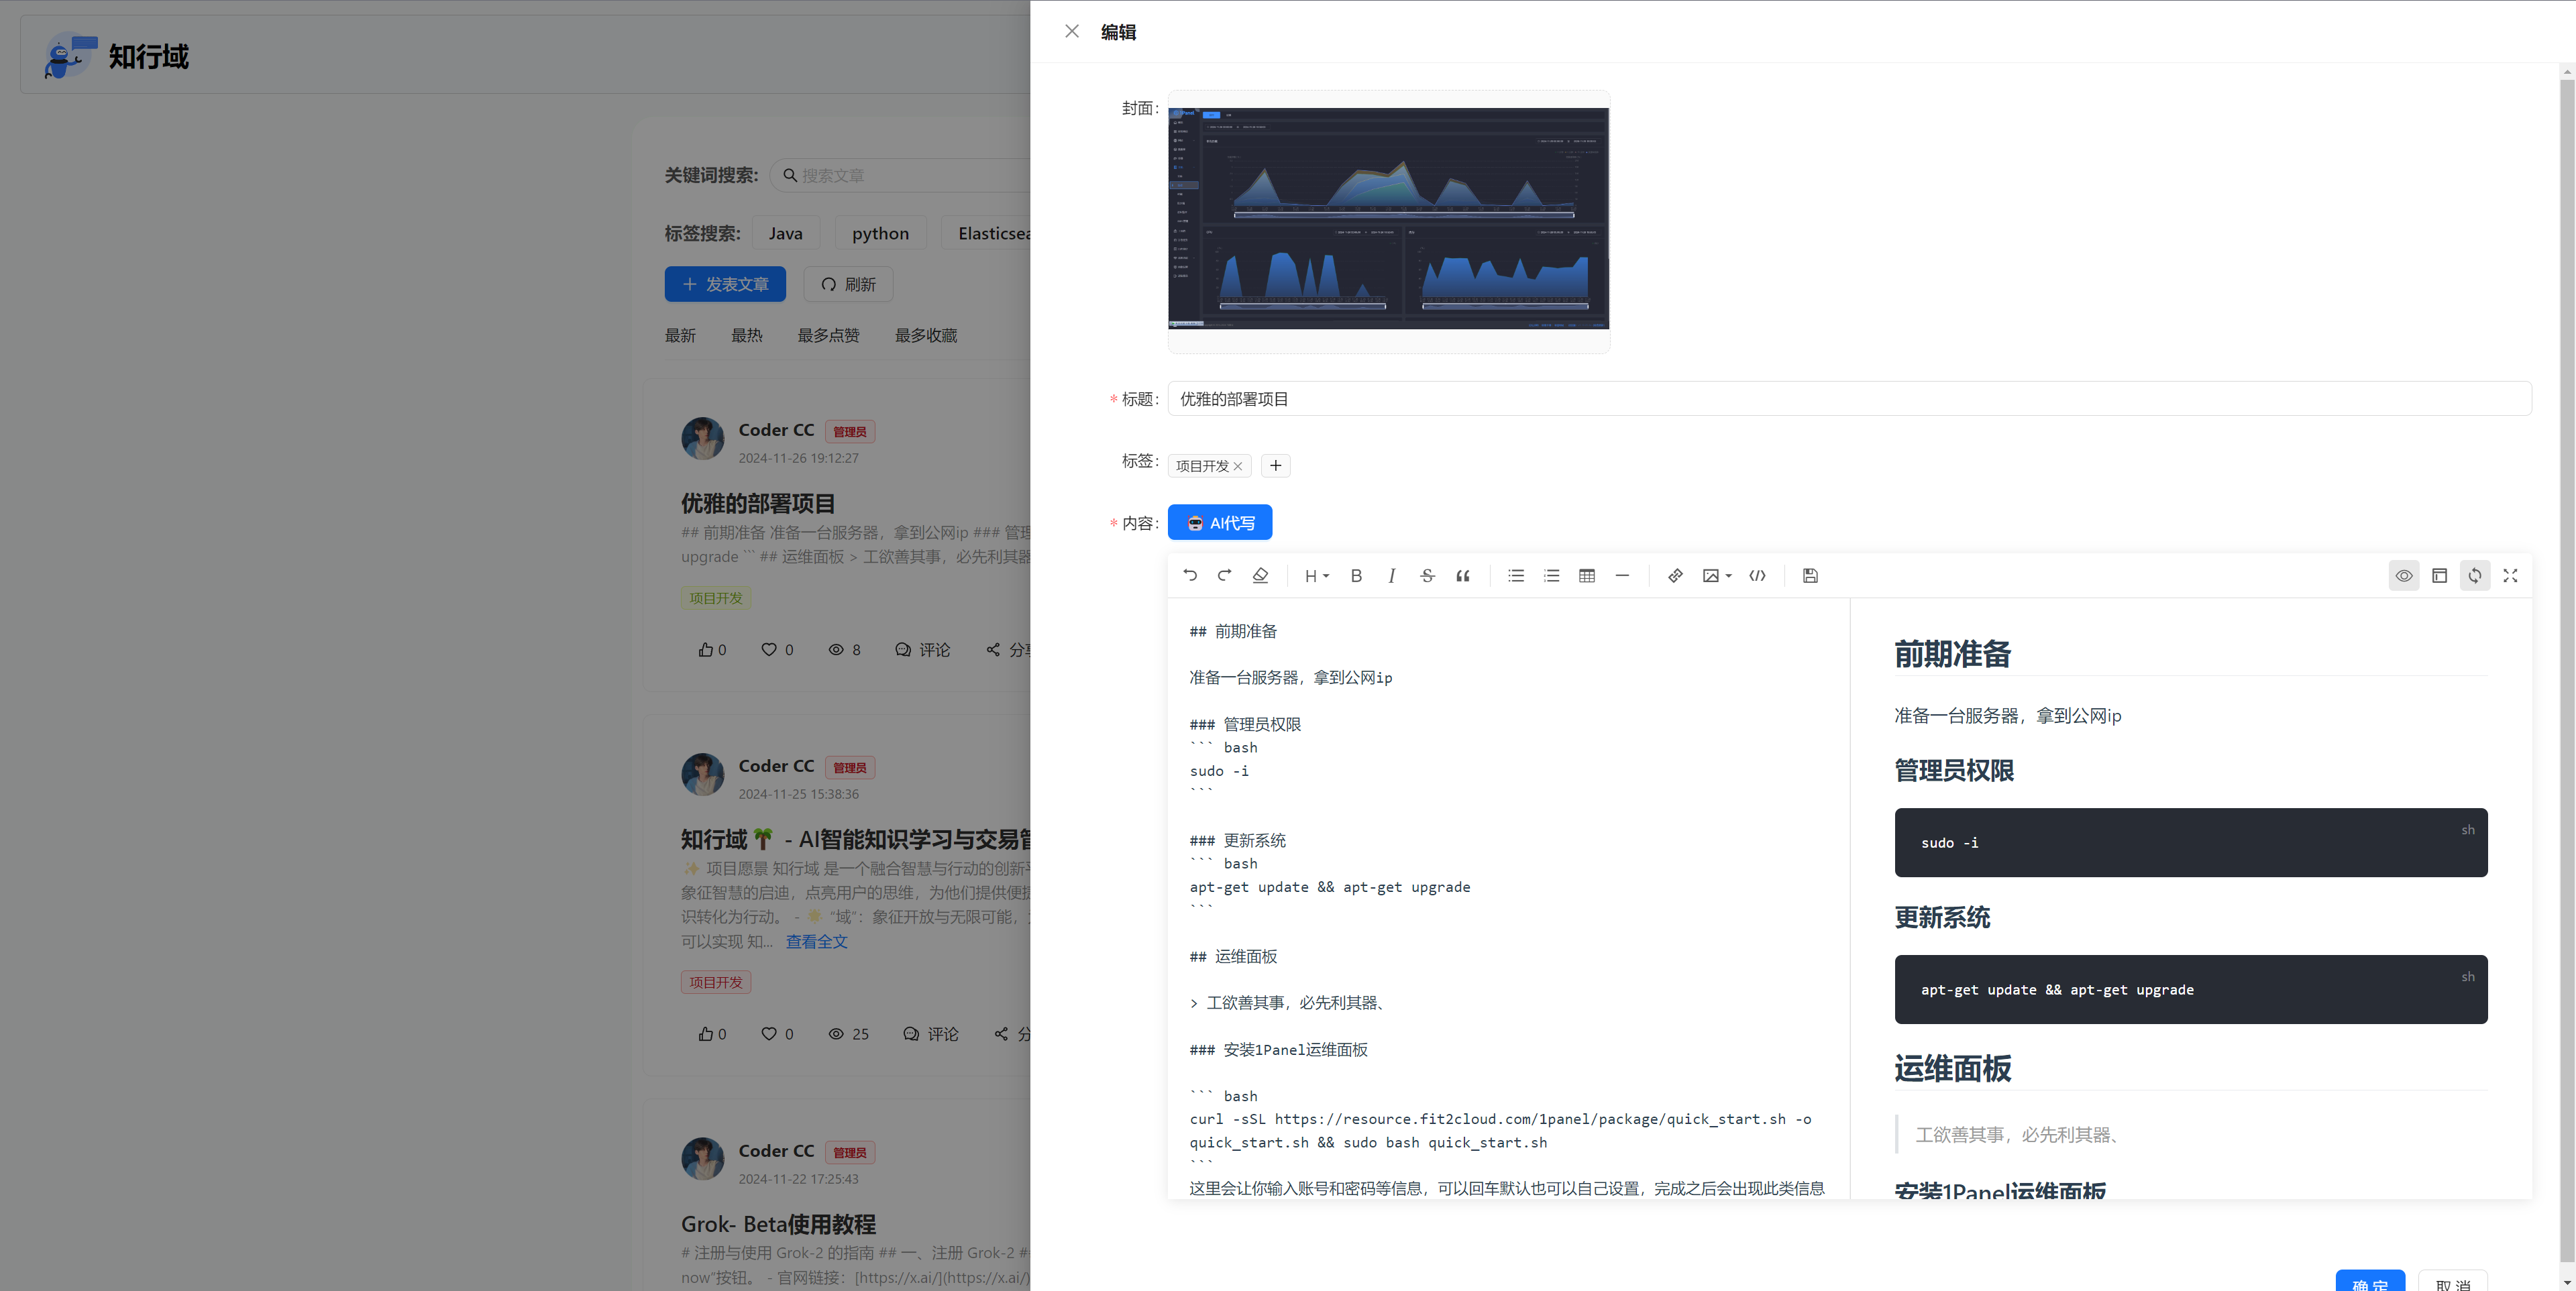 知行域
关键词搜索:
搜索文章
标签搜索:
Java
python
Elasticsea
发表文章
刷新
最新
最热
最多点赞
最多收藏
Coder CC
管理员
2024-11-26 19:12:27
优雅的部署项目
## 前期准备 准备一台服务器，拿到公网ip ### 管理
upgrade ``` ## 运维面板 > 工欲善其事，必先利其器
项目开发
0
0
8
评论
分享
Coder CC
管理员
2024-11-25 15:38:36
知行域🌴 - AI智能知识学习与交易管
✨ 项目愿景 知行域 是一个融合智慧与行动的创新平
象征智慧的启迪，点亮用户的思维，为他们提供便捷
识转化为行动。 - 🌟 “域”：象征开放与无限可能，
可以实现 知... 查看全文
项目开发
0
0
25
评论
分
Coder CC
管理员
2024-11-22 17:25:43
Grok- Beta使用教程
# 注册与使用 Grok-2 的指南 ## 一、注册 Grok-2 #
now”按钮。 - 官网链接：[https://x.ai/](https://x.ai/)
编辑
封面：
* 标题：
优雅的部署项目
标签：
项目开发
* 内容：
AI代写
H
B
I
S
## 前期准备
准备一台服务器，拿到公网ip
### 管理员权限
``` bash
sudo -i
```
### 更新系统
``` bash
apt-get update && apt-get upgrade
```
## 运维面板
> 工欲善其事，必先利其器、
### 安装1Panel运维面板
``` bash
curl -sSL https://resource.fit2cloud.com/1panel/package/quick_start.sh -o
quick_start.sh && sudo bash quick_start.sh
```
这里会让你输入账号和密码等信息，可以回车默认也可以自己设置，完成之后会出现此类信息
前期准备
准备一台服务器，拿到公网ip
管理员权限
sh
sudo -i
更新系统
sh
apt-get update && apt-get upgrade
运维面板
工欲善其事，必先利其器、
安装1Panel运维面板
确 定
取 消